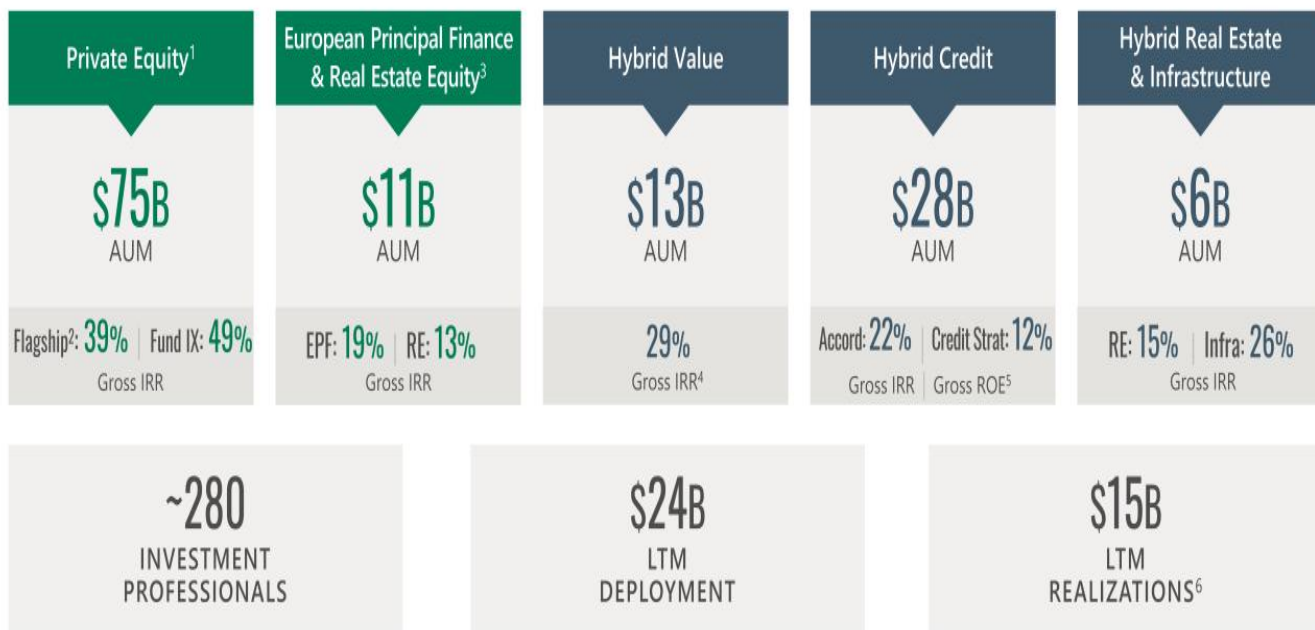 Private Equity¹
$75B
AUM
Flagship²: 39% | Fund IX: 49%
Gross IRR
European Principal Finance
& Real Estate Equity³
$11B
AUM
EPF: 19% | RE: 13%
Gross IRR
Hybrid Value
$13B
AUM
29%
Gross IRR⁴
Hybrid Credit
$28B
AUM
Accord: 22% | Credit Strat: 12%
Gross IRR | Gross ROE⁵
Hybrid Real Estate
& Infrastructure
$6B
AUM
RE: 15% | Infra: 26%
Gross IRR
~280
INVESTMENT
PROFESSIONALS
$24B
LTM
DEPLOYMENT
$15B
LTM
REALIZATIONS⁶